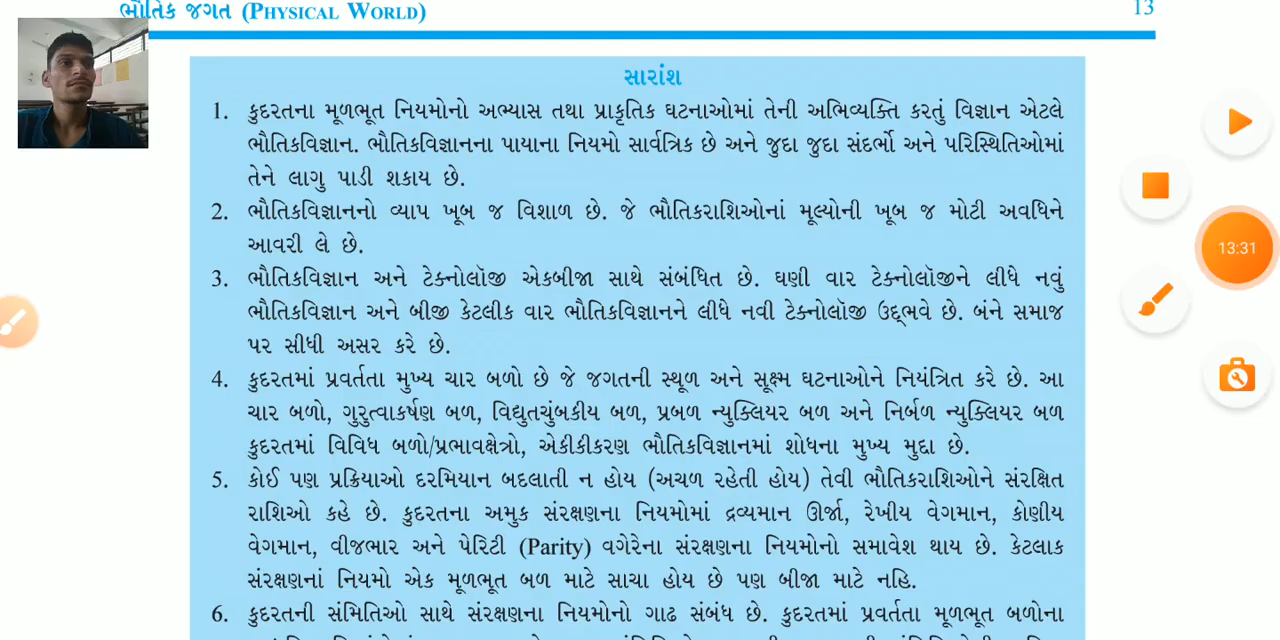 ભૌતિક જગત (PHYSICAL WORLD)
13
સારાંશ
1. કુદરતના મૂળભૂત નિયમોનો અભ્યાસ તથા પ્રાકૃતિક ઘટનાઓમાં તેની અભિવ્યક્તિ કરતું વિજ્ઞાન એટલે
ભૌતિકવિજ્ઞાન. ભૌતિકવિજ્ઞાનના પાયાના નિયમો સાર્વત્રિક છે અને જુદા જુદા સંદર્ભો અને પરિસ્થિતિઓમાં
તેને લાગુ પાડી શકાય છે.
2. ભૌતિકવિજ્ઞાનનો વ્યાપ ખૂબ જ વિશાળ છે. જે ભૌતિકરાશિઓનાં મૂલ્યોની ખૂબ જ મોટી અવધિને
આવરી લે છે.
3. ભૌતિકવિજ્ઞાન અને ટેક્નોલૉજી એકબીજા સાથે સંબંધિત છે. ઘણી વાર ટેક્નોલૉજીને લીધે નવું
ભૌતિકવિજ્ઞાન અને બીજી કેટલીક વાર ભૌતિકવિજ્ઞાનને લીધે નવી ટેક્નોલૉજી ઉદ્ભવે છે. બંને સમાજ
પર સીધી અસર કરે છે.
13:31
4. કુદરતમાં પ્રવર્તતા મુખ્ય ચાર બળો છે જે જગતની સ્થૂળ અને સૂક્ષ્મ ઘટનાઓને નિયંત્રિત કરે છે. આ
ચાર બળો, ગુરુત્વાકર્ષણ બળ, વિદ્યુતચુંબકીય બળ, પ્રબળ ન્યુક્લિયર બળ અને નિર્બળ ન્યુક્લિયર બળ
કુદરતમાં વિવિધ બળો/પ્રભાવક્ષેત્રો, એકીકીકરણ ભૌતિકવિજ્ઞાનમાં શોધના મુખ્ય મુદ્દા છે.
5. કોઈ પણ પ્રક્રિયાઓ દરમિયાન બદલાતી ન હોય (અચળ રહેતી હોય) તેવી ભૌતિકરાશિઓને સંરક્ષિત
રાશિઓ કહે છે. કુદરતના અમુક સંરક્ષણના નિયમોમાં દ્રવ્યમાન ઊર્જા, રેખીય વેગમાન, કોણીય
વેગમાન, વીજભાર અને પેરિટી (Parity) વગેરેના સંરક્ષણના નિયમોનો સમાવેશ થાય છે. કેટલાક
સંરક્ષણનાં નિયમો એક મૂળભૂત બળ માટે સાચા હોય છે પણ બીજા માટે નહિ.
6. કુદરતની સંમિતિઓ સાથે સંરક્ષણના નિયમોનો ગાઢ સંબંધ છે. કુદરતમાં પ્રવર્તતા મૂળભૂત બળોના